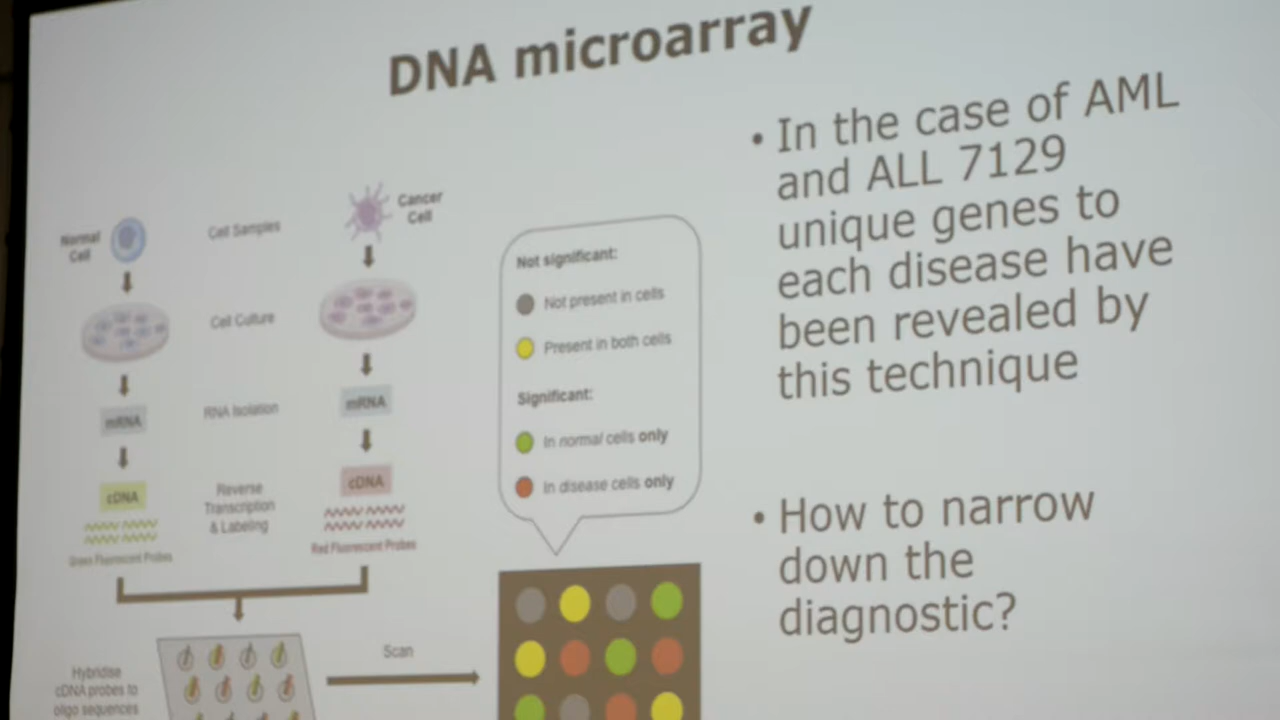 DNA microarray
Normal
Cell
Cell Samples
Cancer
Cell
Cell Culture
mRNA
RNA Isolation
mRNA
cDNA
Reverse
Transcription
& Labeling
cDNA
Green Fluorescent Probes
Red Fluorescent Probes
Hybridise
cDNA probes to
oligo sequences
Scan
Not significant:
Not present in cells
Present in both cells
Significant:
In normal cells only
In disease cells only
• In the case of AML
and ALL 7129
unique genes to
each disease have
been revealed by
this technique
• How to narrow
down the
diagnostic?